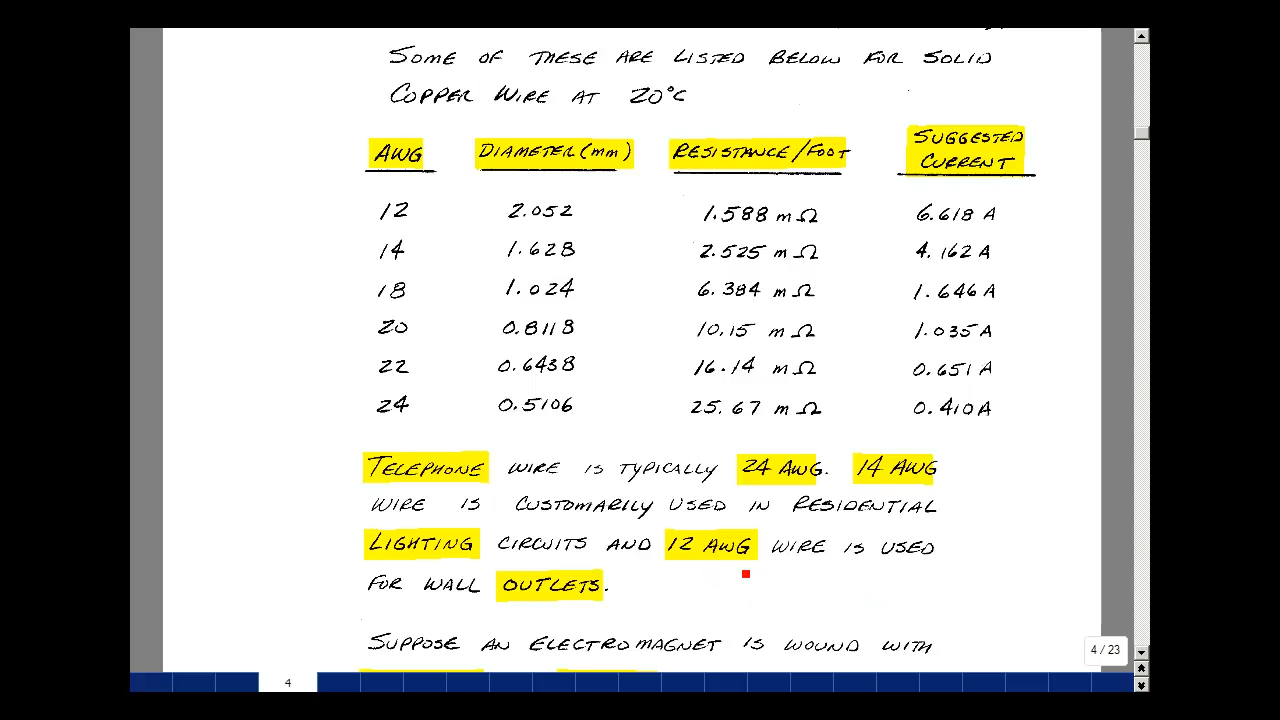 SOME OF THESE ARE LISTED BELOW FOR SOLID
COPPER WIRE AT 20°C
AWG DIAMETER (mm) RESISTANCE/FOOT SUGGESTED CURRENT
12 2.052 1.588 mΩ 6.618 A
14 1.628 2.525 mΩ 4.162 A
18 1.024 6.384 mΩ 1.646 A
20 0.8118 10.15 mΩ 1.035 A
22 0.6438 16.14 mΩ 0.651 A
24 0.5106 25.67 mΩ 0.410 A
TELEPHONE WIRE IS TYPICALLY 24 AWG. 14 AWG
WIRE IS CUSTOMARILY USED IN RESIDENTIAL
LIGHTING CIRCUITS AND 12 AWG WIRE IS USED
FOR WALL OUTLETS.
SUPPOSE AN ELECTROMAGNET IS WOUND WITH
4 / 23
4